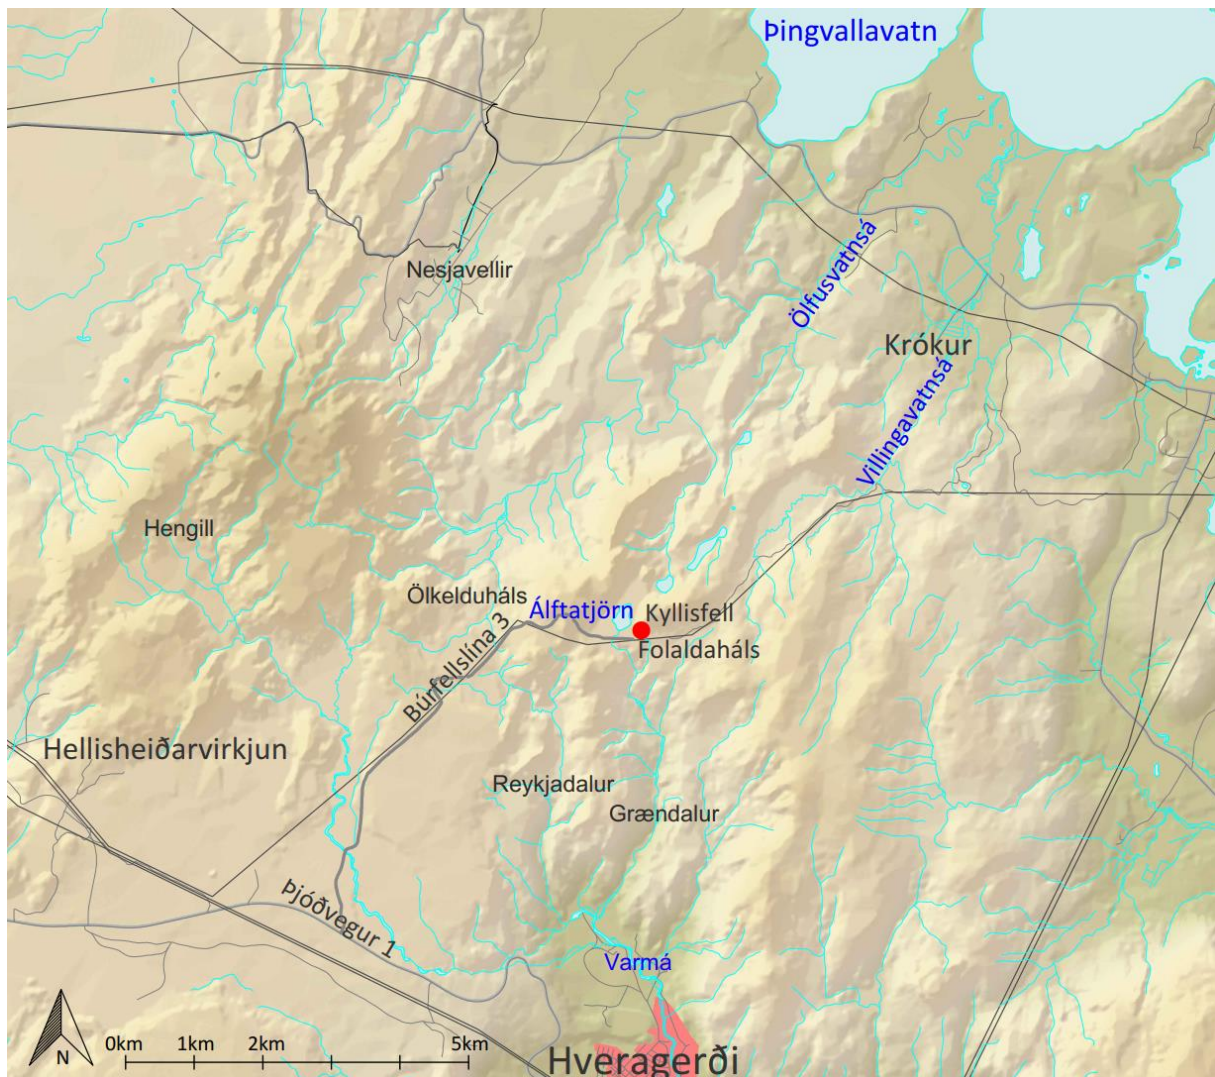 Þingvallavatn
Nesjavellir
Ölfusvatnsá
Krókur
Villingavatnsá
Hengill
Ölkelduháls
Álftatjörn
Kyllisfell
Folaldaháls
Búrfellslína 3
Hellisheiðarvirkjun
Reykjadalur
Grændalur
Þjóðvegur 1
Varmá
N
0km 1km 2km 5km
Hveragerði